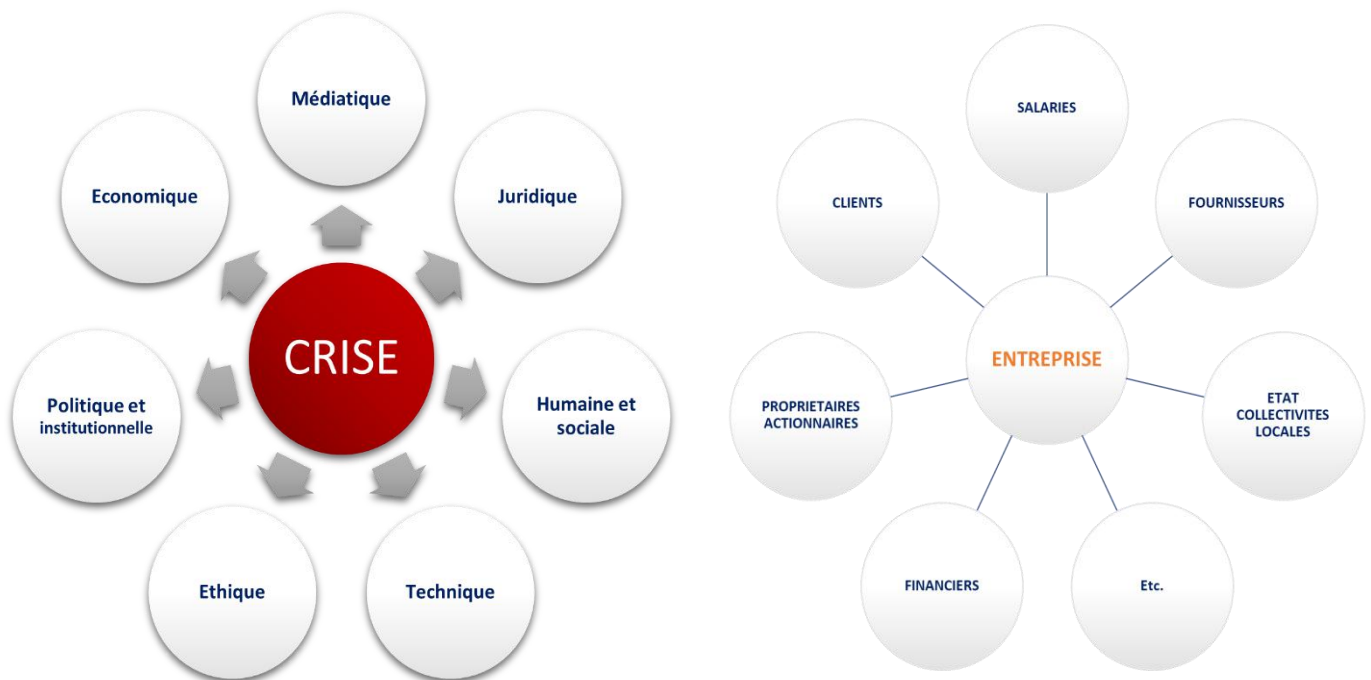 Médiatique
Economique
Juridique
CRISE
Politique et
institutionnelle
Humaine et
sociale
Ethique
Technique
SALARIES
CLIENTS
FOURNISSEURS
ENTREPRISE
PROPRIETAIRES
ACTIONNAIRES
ETAT
COLLECTIVITES
LOCALES
FINANCIERS
Etc.